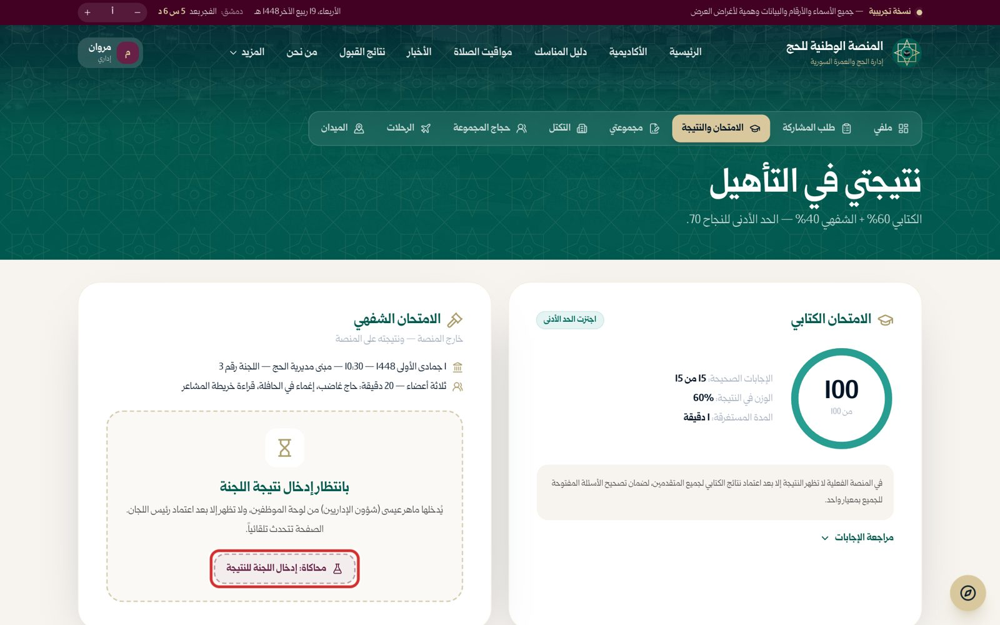 نسخة تجريبية — جميع الأسماء والأرقام والبيانات وهمية لأغراض العرض
الأربعاء، 19 ربيع الآخر 1448 هـ
دمشق: الفجر بعد 5 س 6 د
− أ +
المنصة الوطنية للحج
إدارة الحج والعمرة السورية
الرئيسية
الأكاديمية
دليل المناسك
مواقيت الصلاة
الأخبار
نتائج القبول
من نحن
المزيد
م
مروان
إداري
ملفي
طلب المشاركة
الامتحان والنتيجة
مجموعتي
التكتل
حجاج المجموعة
الرحلات
الميدان
نتيجتي في التأهيل
الكتابي 60% + الشفهي 40% — الحد الأدنى للنجاح 70.
الامتحان الكتابي
اجتزت الحد الأدنى
100
من 100
الإجابات الصحيحة: 15 من 15
الوزن في النتيجة: 60%
المدة المستغرقة: 1 دقيقة
في المنصة الفعلية لا تظهر النتيجة إلا بعد اعتماد نتائج الكتابي لجميع المتقدمين، لضمان تصحيح الأسئلة المفتوحة
للجميع بمعيار واحد.
مراجعة الإجابات
الامتحان الشفهي
خارج المنصة — ونتيجته على المنصة
1 جمادى الأولى 1448 — 10:30 — مبنى مديرية الحج — اللجنة رقم 3
ثلاثة أعضاء — 20 دقيقة: حاج غاضب، إغماء في الحافلة، قراءة خريطة المشاعر
بانتظار إدخال نتيجة اللجنة
يُدخلها ماهر عيسى (شؤون الإداريين) من لوحة الموظفين، ولا تظهر إلا بعد اعتماد رئيس اللجان.
الصفحة تتحدث تلقائياً.
محاكاة: إدخال اللجنة للنتيجة